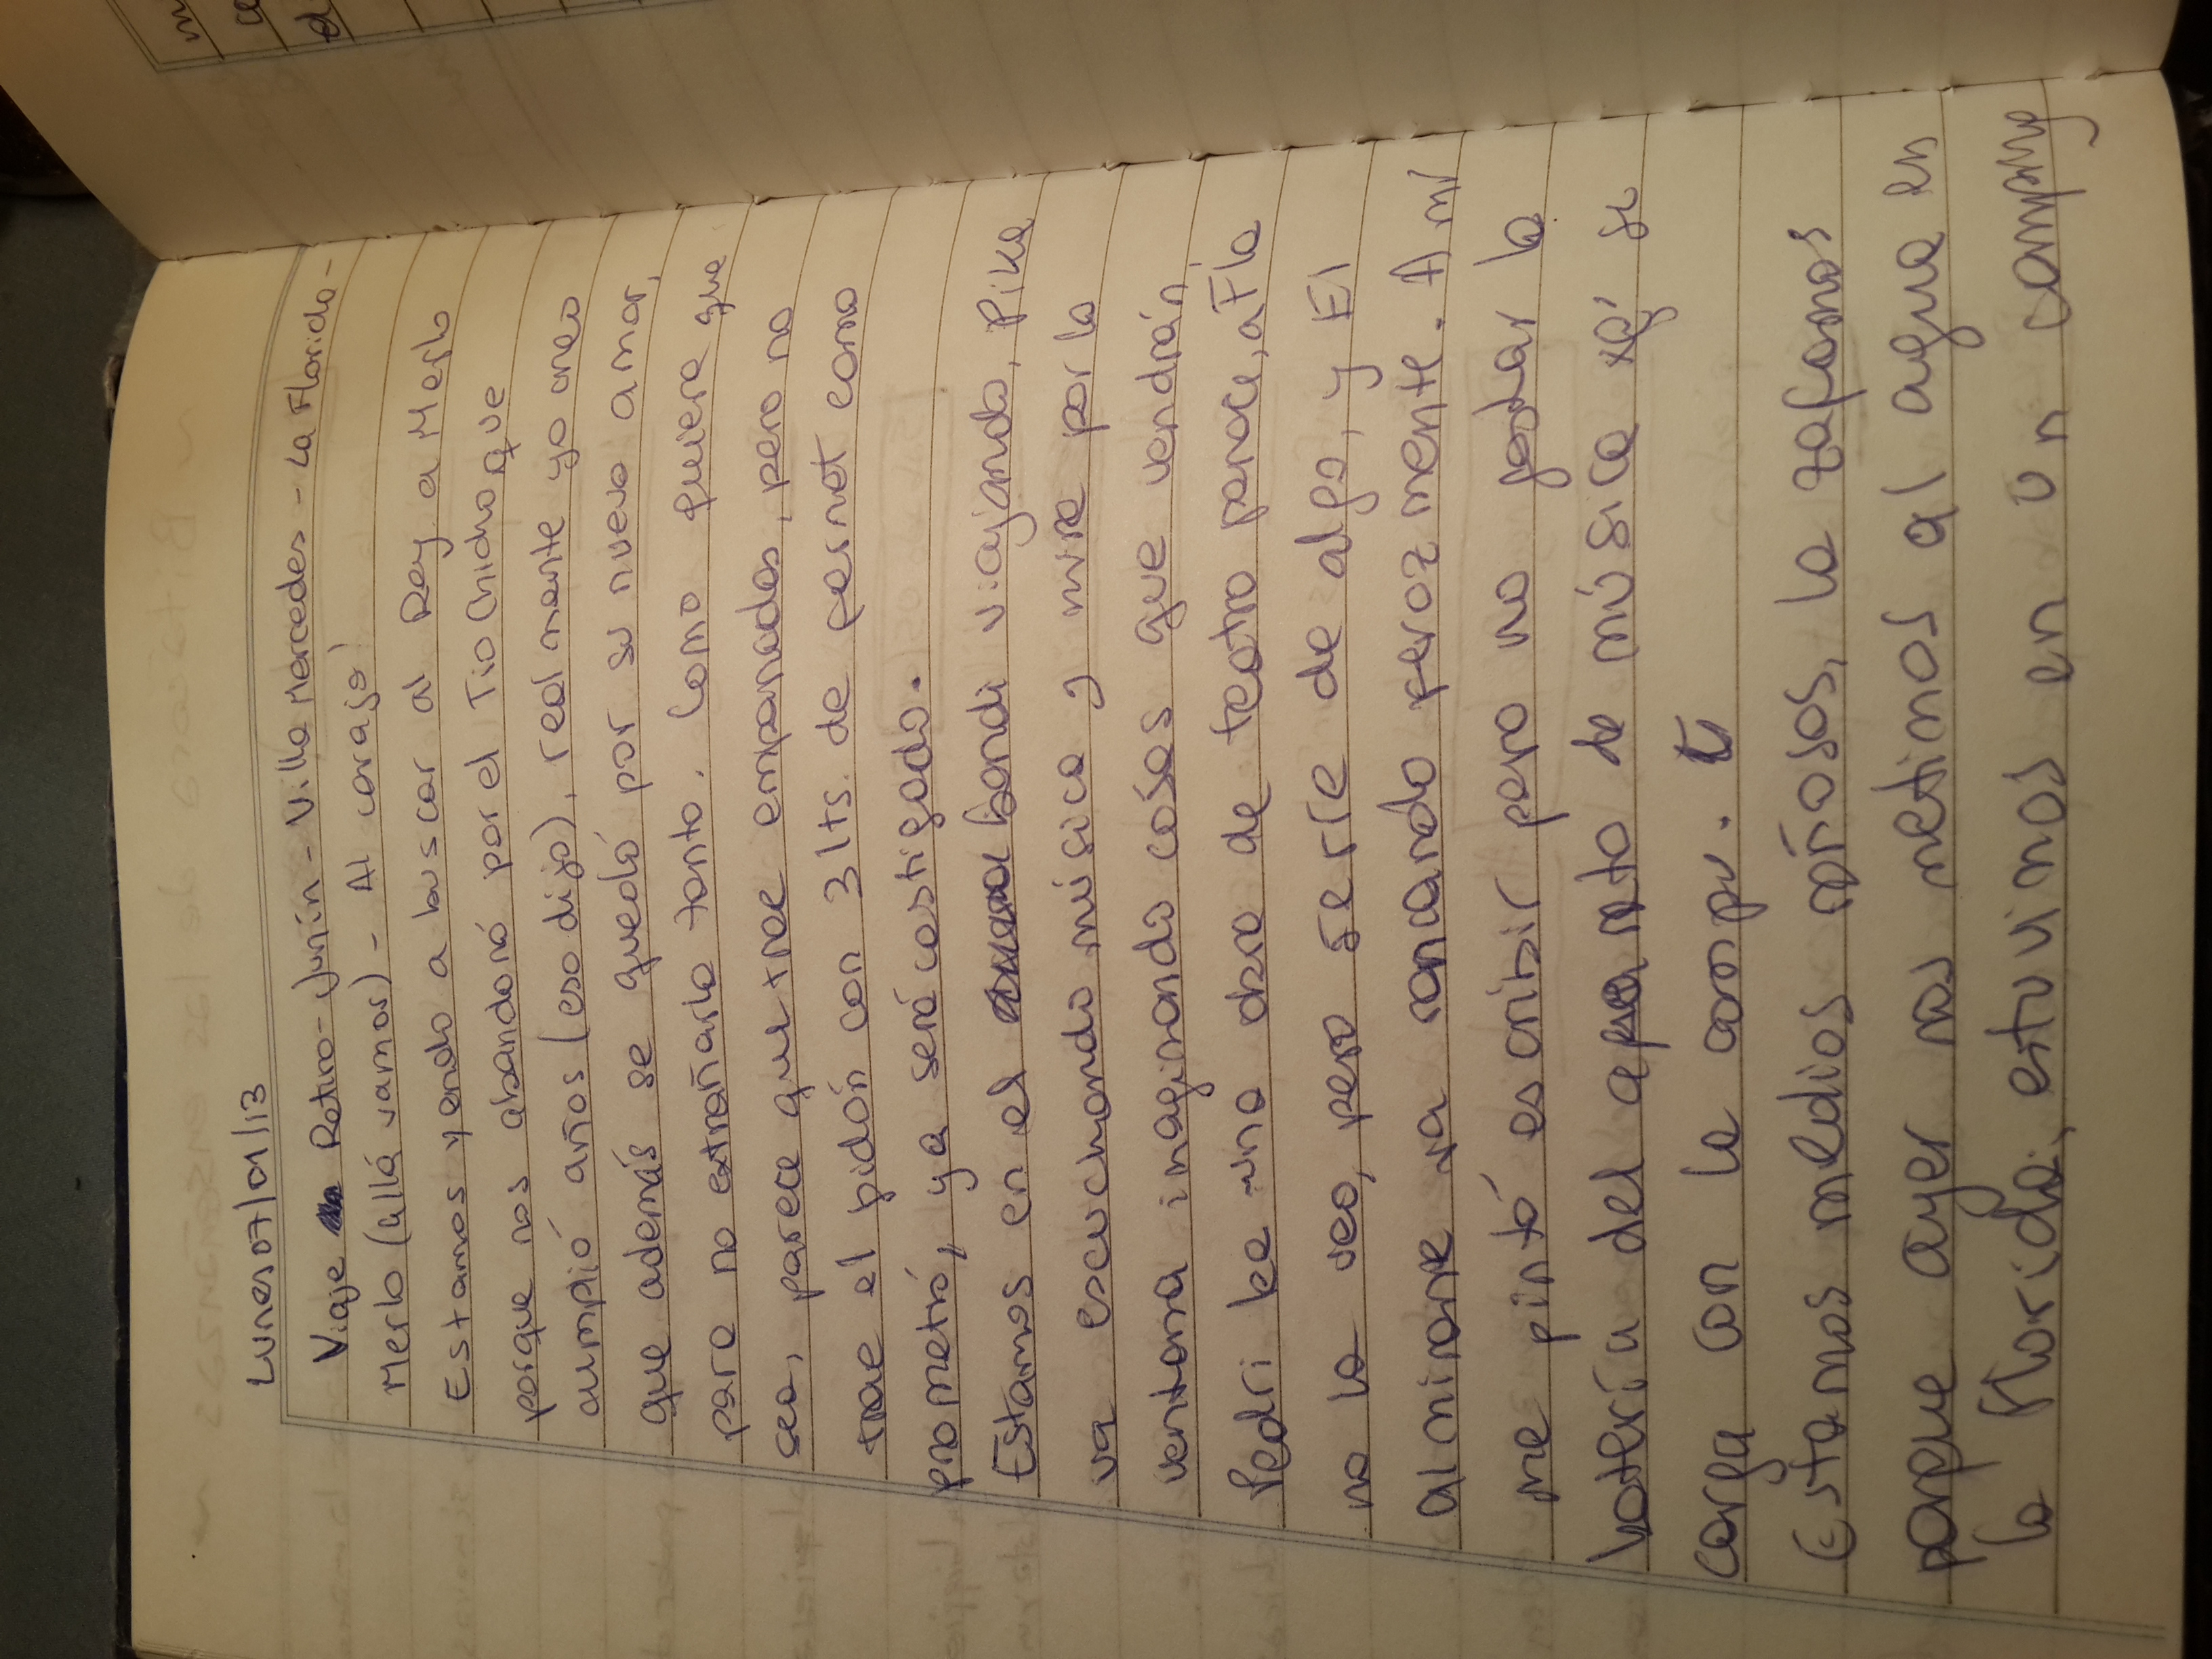 Lunes 07/01/13
Viaje Retiro - Junín - Villa Mercedes - La Florida -
Merlo (allá vamos) - Al carajo!
Estamos yendo a buscar al Rey a Merlo
porque nos abandonó por el Tio Chicho que
cumplió años (eso dijo), realmente yo creo
que además se quedó por su nuevo amor,
para no extrañarlo tanto. Como quiera que
sea, parece que trae empanadas, pero no
trae el bidón con 3 lts. de fernet como
prometió, ya será castigado.
Estamos en el bondi viajando, Pike
va escuchando música y mira por la
ventana imaginando cosas que vendrán,
Pedri lee una obra de teatro parece, a Fla
no la veo, pero se ríe de algo, y El
almirante va roncando ferozmente. A mí
me pintó escribir pero no gastar la
batería del aparato de música xq' se
carga con la compu.
Estamos medios roñosos, la zafamos
porque ayer nos metimos al agua en
la Florida, estuvimos en un camping